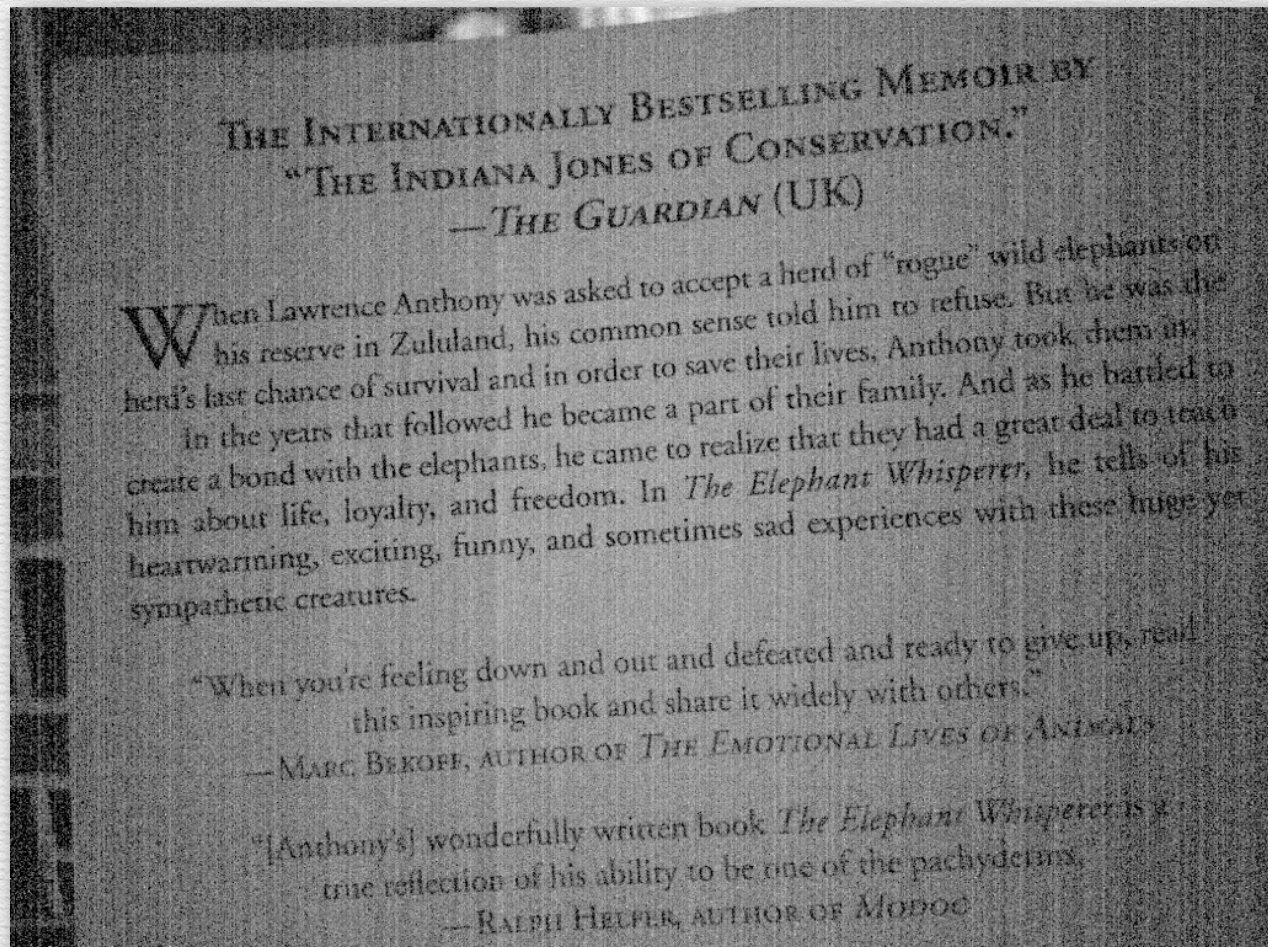 THE INTERNATIONALLY BESTSELLING MEMOIR BY
“THE INDIANA JONES OF CONSERVATION.”
—THE GUARDIAN (UK)
When Lawrence Anthony was asked to accept a herd of “rogue” wild elephants on
his reserve in Zululand, his common sense told him to refuse. But he was the
herd’s last chance of survival and in order to save their lives, Anthony took them in.
In the years that followed he became a part of their family. And as he battled to
create a bond with the elephants, he came to realize that they had a great deal to teach
him about life, loyalty, and freedom. In The Elephant Whisperer, he tells of his
heartwarming, exciting, funny, and sometimes sad experiences with these huge yet
sympathetic creatures.
“When you’re feeling down and out and defeated and ready to give up, read
this inspiring book and share it widely with others.”
—MARC BEKOFF, AUTHOR OF THE EMOTIONAL LIVES OF ANIMALS
“[Anthony’s] wonderfully written book The Elephant Whisperer is a
true reflection of his ability to be one of the pachyderms.”
—RALPH HELFER, AUTHOR OF MODOC